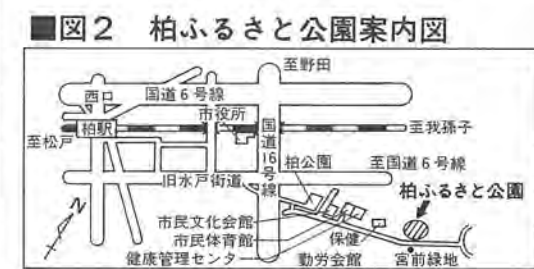 ■図2 柏ふるさと公園案内図
至野田
西口
国道6号線
市役所
柏駅
至松戸
国道16号線
至我孫子
柏公園
至国道6号線
旧水戸街道
柏ふるさと公園
N
市民文化会館
市民体育館
保健
健康管理センタ
勤労会館
宮前緑地